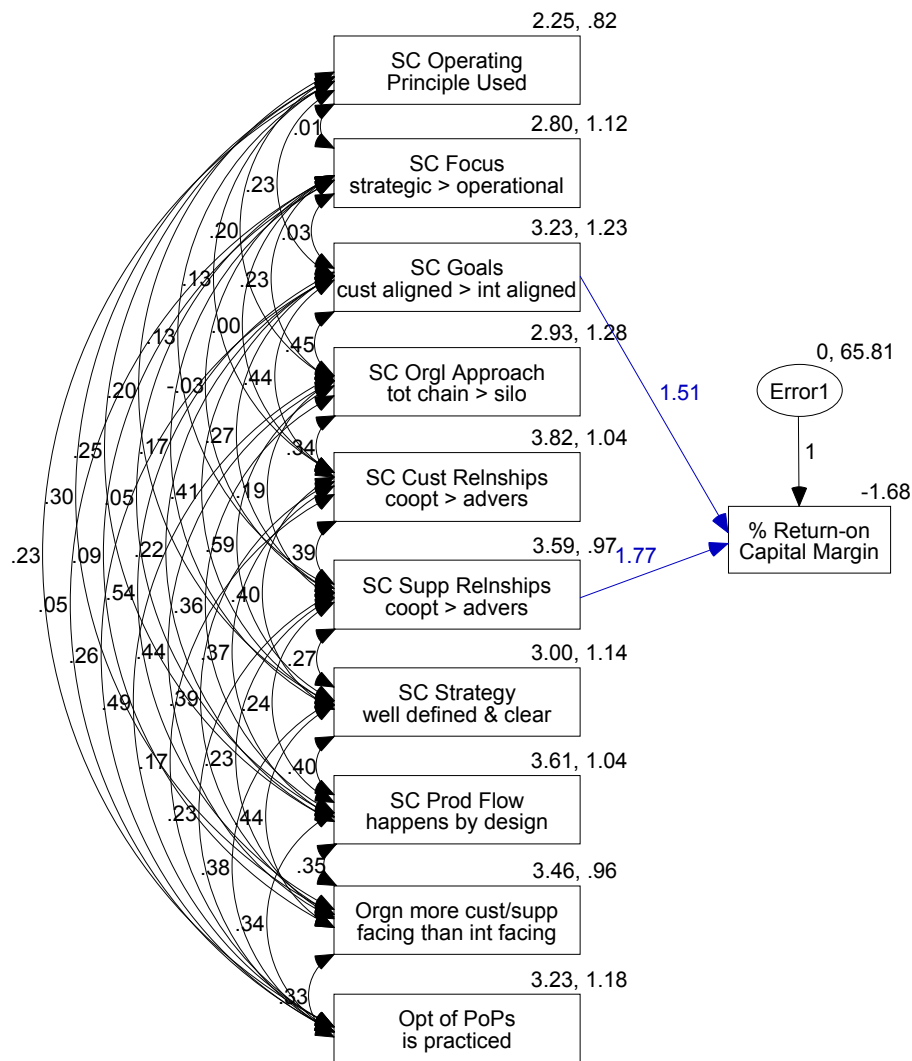 2.25, .82
SC Operating
Principle Used
.01
2.80, 1.12
SC Focus
strategic > operational
.23
.03
3.23, 1.23
SC Goals
cust aligned > int aligned
.20
.13
.23
.00
.13
.45
2.93, 1.28
SC Orgl Approach
tot chain > silo
0, 65.81
Error1
1.51
-.03
.44
.20
.27
.34
.17
.25
3.82, 1.04
SC Cust Relnships
coopt > advers
1
-1.68
% Return-on
Capital Margin
.41
.19
.05
.30
.59
.39
.22
.09
.23
3.59, .97
1.77
SC Supp Relnships
coopt > advers
.40
.36
.54
.05
.37
.27
.44
.26
3.00, 1.14
SC Strategy
well defined & clear
.39
.24
.49
.23
.17
.40
3.61, 1.04
SC Prod Flow
happens by design
.23
.44
.38
.35
3.46, .96
Orgn more cust/supp
facing than int facing
.34
.33
3.23, 1.18
Opt of PoPs
is practiced